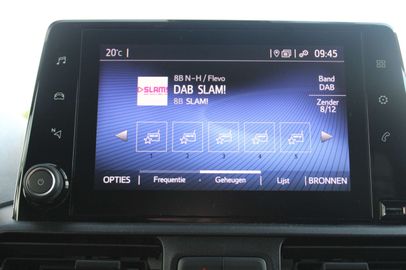 20°c
09:45
8B N-H / Flevo
SLAM!
DAB SLAM!
8B SLAM!
Band
DAB
Zender
8/12
1 2 3 4 5
OPTIES Frequentie Geheugen Lijst BRONNEN